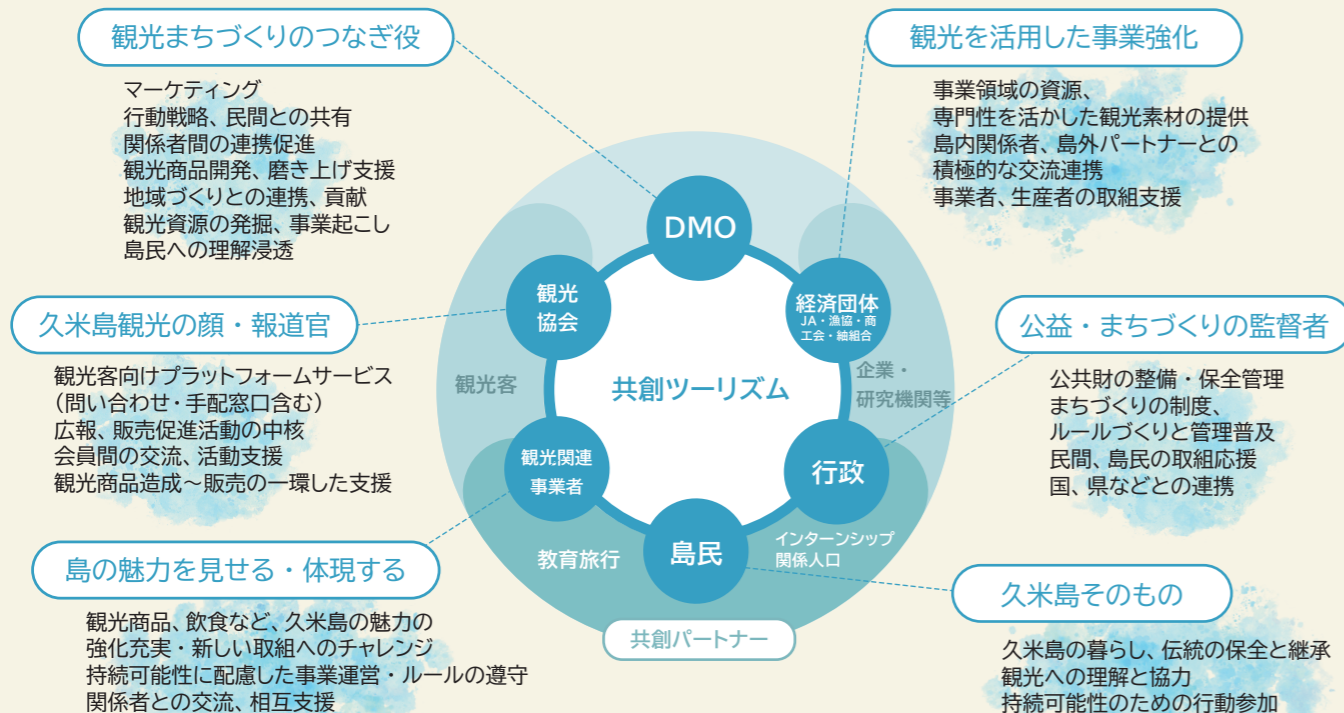 観光まちづくりのつなぎ役
マーケティング
行動戦略、民間との共有
関係者間の連携促進
観光商品開発、磨き上げ支援
地域づくりとの連携、貢献
観光資源の発掘、事業起こし
島民への理解浸透
観光を活用した事業強化
事業領域の資源、
専門性を活かした観光素材の提供
島内関係者、島外パートナーとの
積極的な交流連携
事業者、生産者の取組支援
久米島観光の顔・報道官
観光客向けプラットフォームサービス
（問い合わせ・手配窓口含む）
広報、販売促進活動の中核
会員間の交流、活動支援
観光商品造成～販売の一環した支援
公益・まちづくりの監督者
公共財の整備・保全管理
まちづくりの制度、
ルールづくりと管理普及
民間、島民の取組応援
国、県などとの連携
島の魅力を見せる・体現する
観光商品、飲食など、久米島の魅力の
強化充実・新しい取組へのチャレンジ
持続可能性に配慮した事業運営・ルールの遵守
関係者との交流、相互支援
久米島そのもの
久米島の暮らし、伝統の保全と継承
観光への理解と協力
持続可能性のための行動参加
DMO
観光
協会
経済団体
JA・漁協・商
工会・紬組合
観光客
共創ツーリズム
企業・
研究機関等
観光関連
事業者
行政
島民
教育旅行
インターンシップ
関係人口
共創パートナー